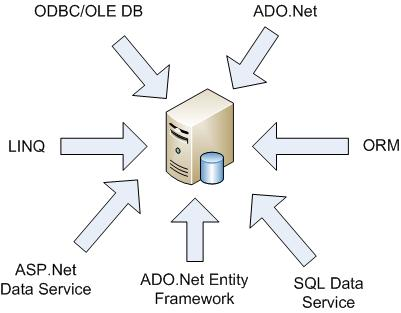 ODBC/OLE DB
ADO.Net
LINQ
ORM
ASP.Net
Data Service
ADO.Net Entity
Framework
SQL Data
Service